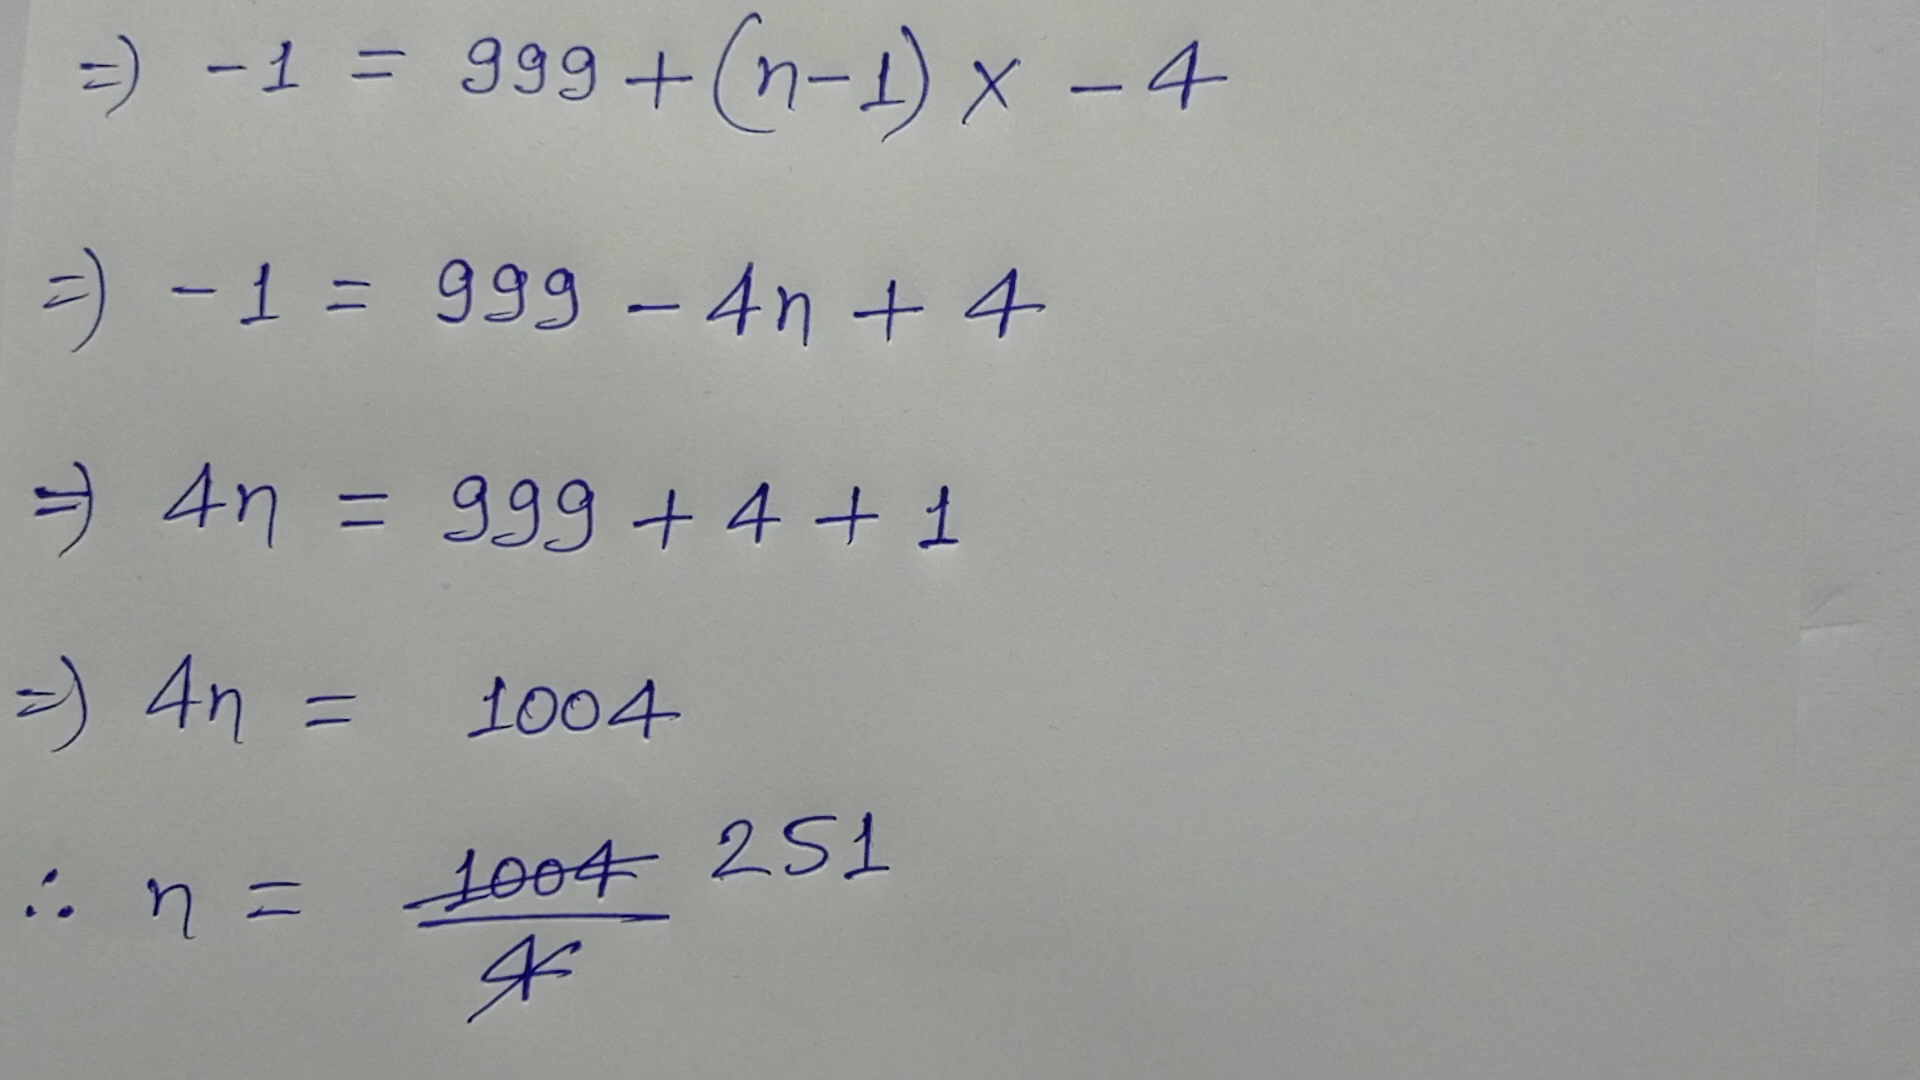 ⇒ -1 = 999 + (n-1) × -4
⇒ -1 = 999 - 4n + 4
⇒ 4n = 999 + 4 + 1
⇒ 4n = 1004
∴ n = 1004/4 251